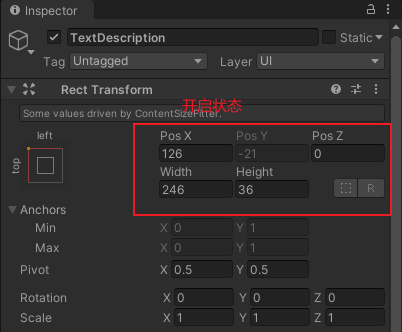 Inspector
TextDescription
Static
Tag Untagged Layer UI
Rect Transform
开启状态
Some values driven by ContentSizeFitter.
left
top
Pos X Pos Y Pos Z
126 -21 0
Width Height
246 36 R
Anchors
Min X 0 Y 1
Max X 0 Y 1
Pivot X 0.5 Y 0.5
Rotation X 0 Y 0 Z 0
Scale X 1 Y 1 Z 1